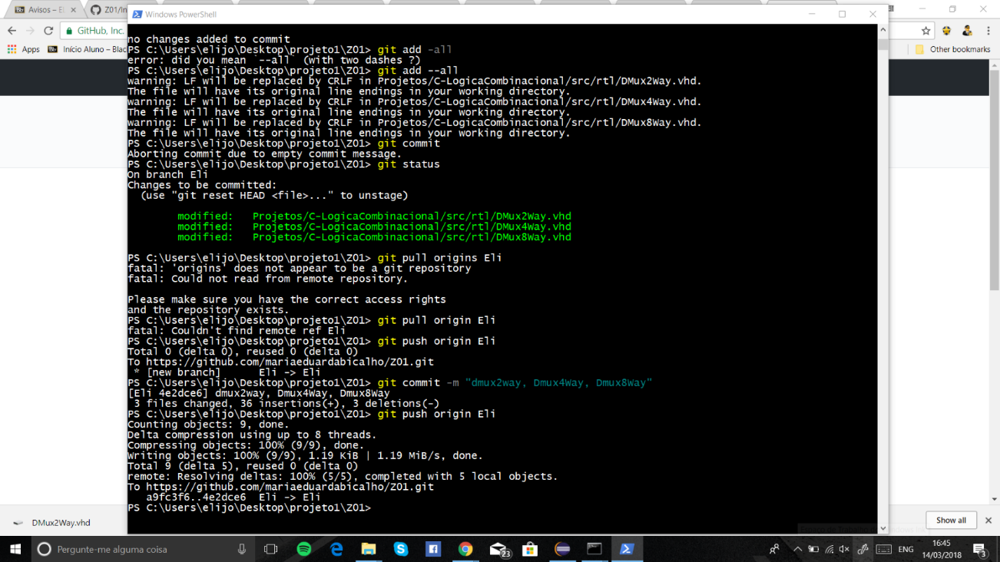 Avisos – E
Z01/In
Windows PowerShell
GitHub, Inc.
Apps
Início Aluno – Blac
Other bookmarks
no changes added to commit
PS C:\Users\elijo\Desktop\projeto1\Z01> git add -all
error: did you mean `--all` (with two dashes ?)
PS C:\Users\elijo\Desktop\projeto1\Z01> git add --all
warning: LF will be replaced by CRLF in Projetos/C-LogicaCombinacional/src/rtl/DMux2Way.vhd.
The file will have its original line endings in your working directory.
warning: LF will be replaced by CRLF in Projetos/C-LogicaCombinacional/src/rtl/DMux4Way.vhd.
The file will have its original line endings in your working directory.
warning: LF will be replaced by CRLF in Projetos/C-LogicaCombinacional/src/rtl/DMux8Way.vhd.
The file will have its original line endings in your working directory.
PS C:\Users\elijo\Desktop\projeto1\Z01> git commit
Aborting commit due to empty commit message.
PS C:\Users\elijo\Desktop\projeto1\Z01> git status
On branch Eli
Changes to be committed:
(use "git reset HEAD <file>..." to unstage)
modified: Projetos/C-LogicaCombinacional/src/rtl/DMux2Way.vhd
modified: Projetos/C-LogicaCombinacional/src/rtl/DMux4Way.vhd
modified: Projetos/C-LogicaCombinacional/src/rtl/DMux8Way.vhd
PS C:\Users\elijo\Desktop\projeto1\Z01> git pull origins Eli
fatal: 'origins' does not appear to be a git repository
fatal: Could not read from remote repository.
Please make sure you have the correct access rights
and the repository exists.
PS C:\Users\elijo\Desktop\projeto1\Z01> git pull origin Eli
fatal: Couldn't find remote ref Eli
PS C:\Users\elijo\Desktop\projeto1\Z01> git push origin Eli
Total 0 (delta 0), reused 0 (delta 0)
To https://github.com/mariaeduardabicalho/Z01.git
* [new branch] Eli -> Eli
PS C:\Users\elijo\Desktop\projeto1\Z01> git commit -m "dmux2way, Dmux4Way, Dmux8Way"
[Eli 4e2dce6] dmux2way, Dmux4Way, Dmux8Way
3 files changed, 36 insertions(+), 3 deletions(-)
PS C:\Users\elijo\Desktop\projeto1\Z01> git push origin Eli
Counting objects: 9, done.
Delta compression using up to 8 threads.
Compressing objects: 100% (9/9), done.
Writing objects: 100% (9/9), 1.19 KiB | 1.19 MiB/s, done.
Total 9 (delta 5), reused 0 (delta 0)
remote: Resolving deltas: 100% (5/5), completed with 5 local objects.
To https://github.com/mariaeduardabicalho/Z01.git
a9fc3f6..4e2dce6 Eli -> Eli
PS C:\Users\elijo\Desktop\projeto1\Z01>
DMux2Way.vhd
Show all
Pergunte-me alguma coisa
23
ENG
16:45
14/03/2018
3